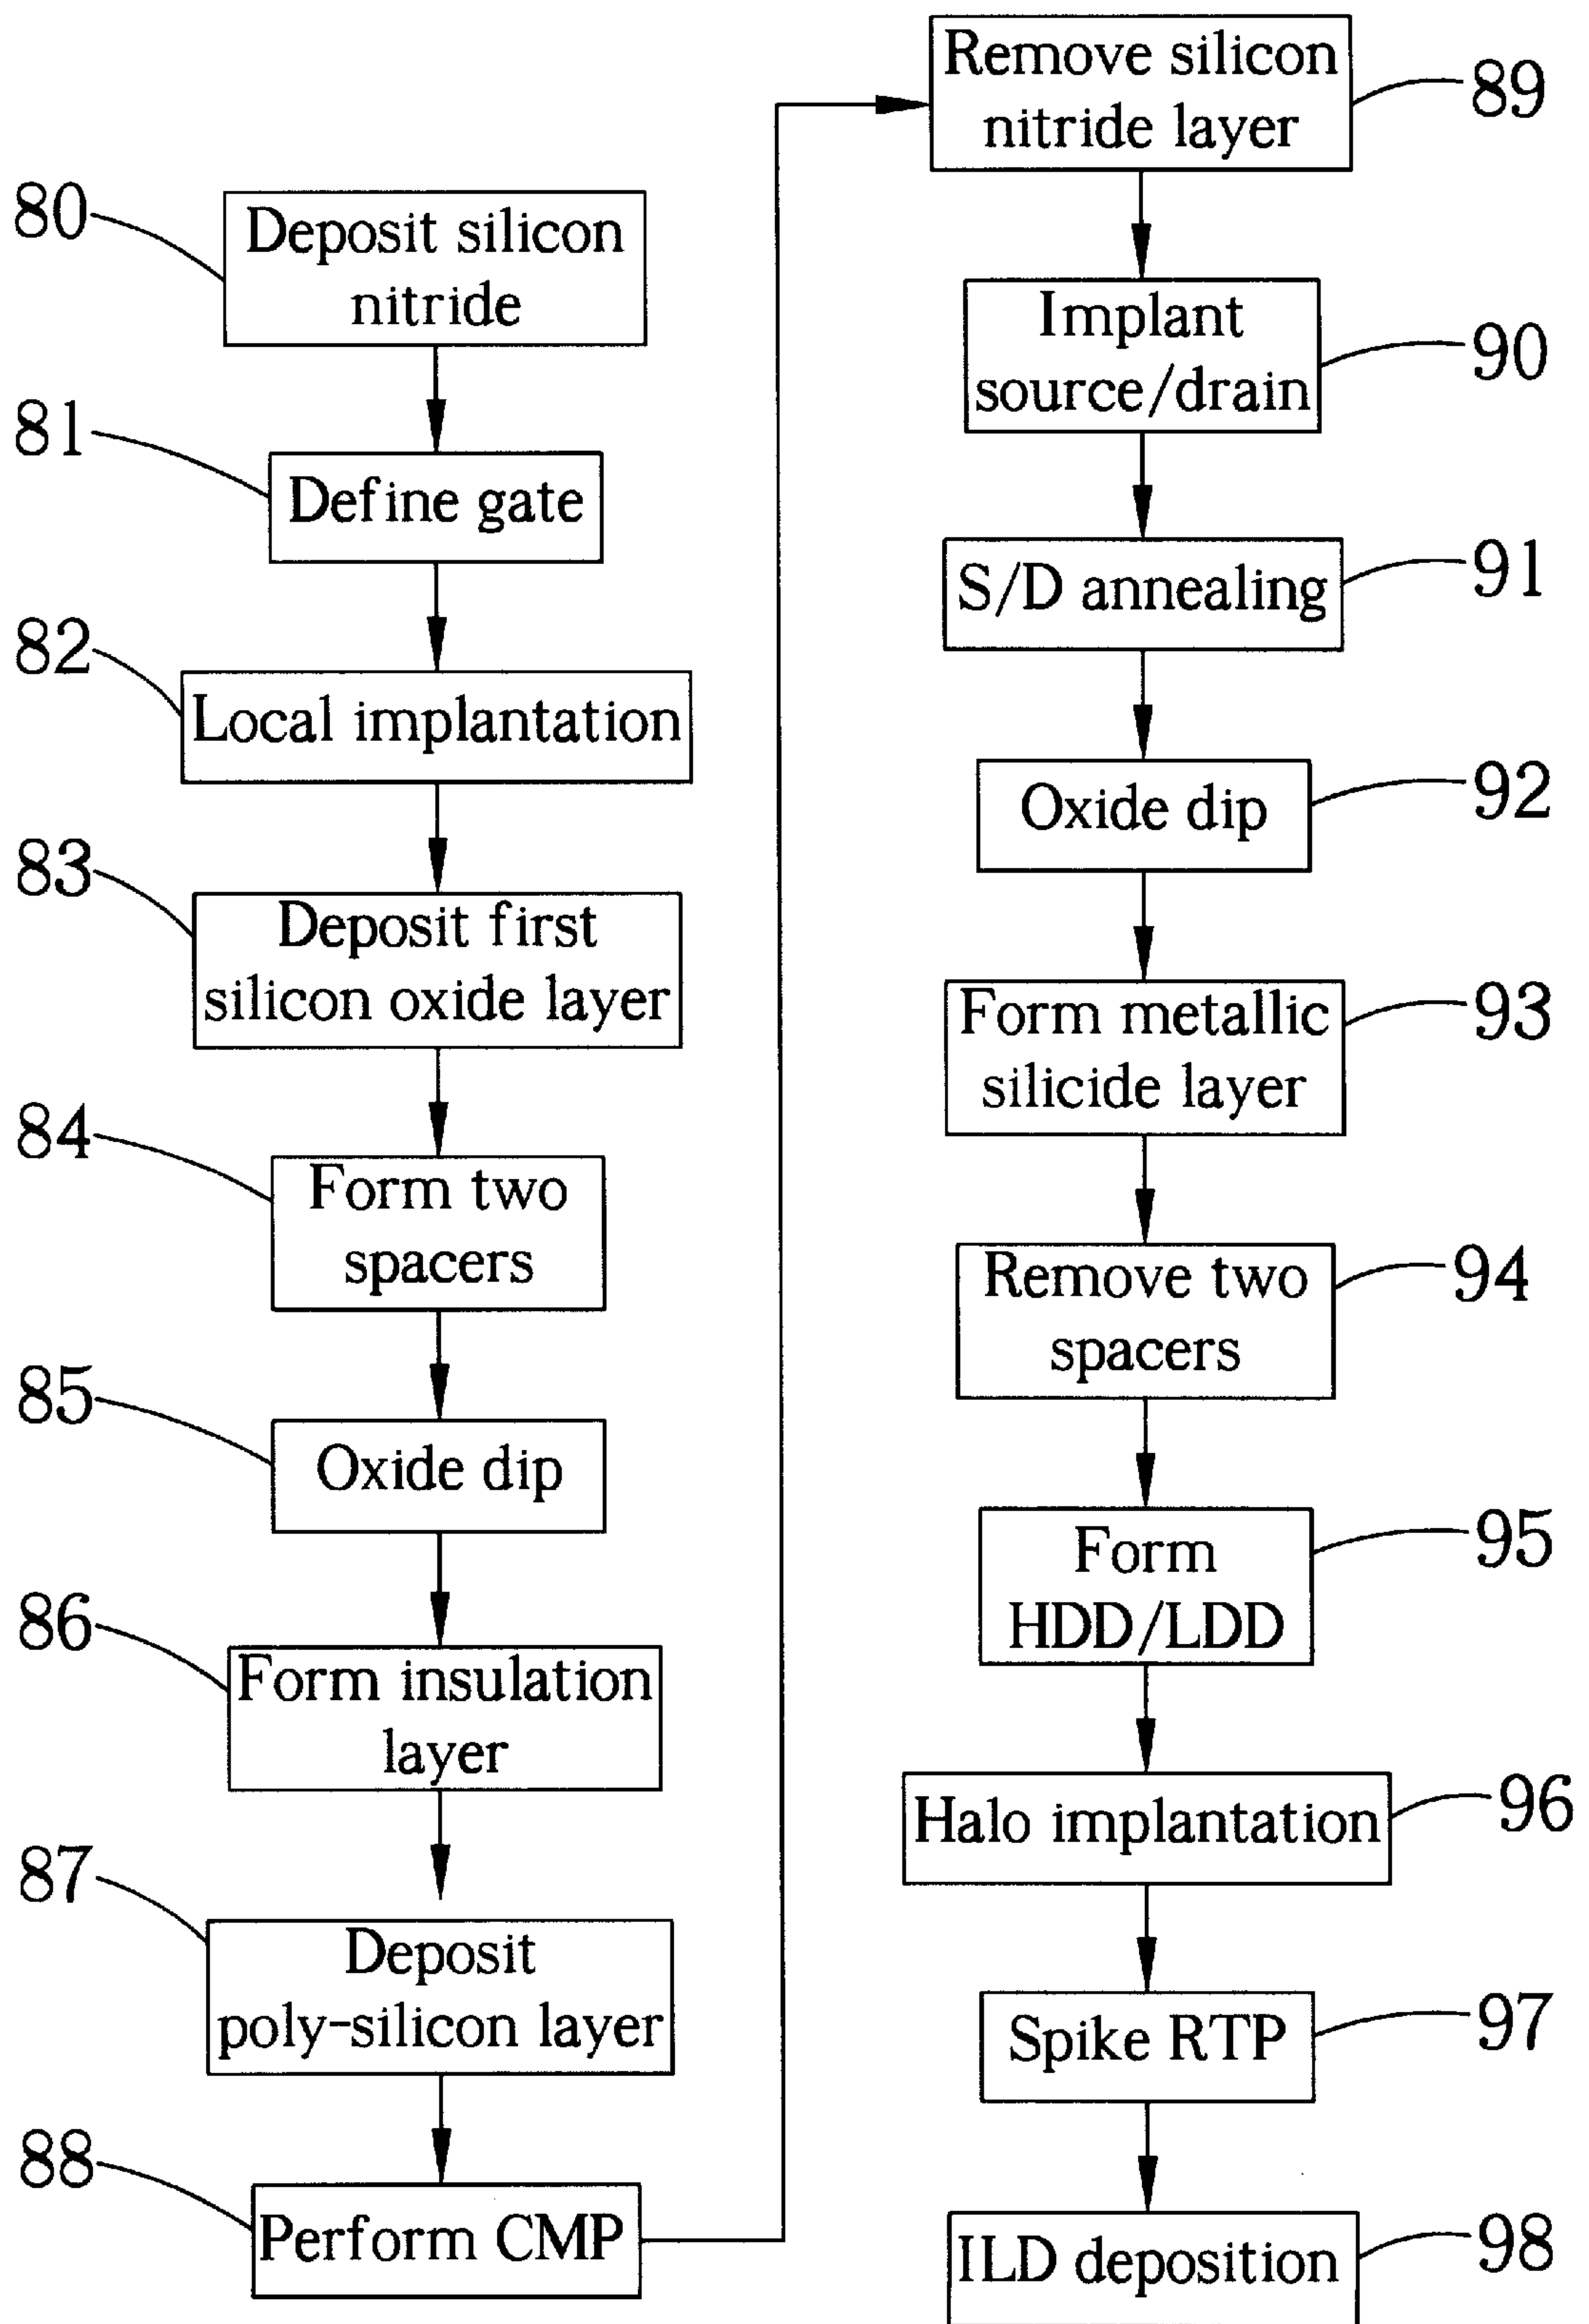 80
Deposit silicon
nitride
81
Define gate
82
Local implantation
83
Deposit first
silicon oxide layer
84
Form two
spacers
85
Oxide dip
86
Form insulation
layer
87
Deposit
poly-silicon layer
88
Perform CMP
Remove silicon
nitride layer
89
Implant
source/drain
90
S/D annealing
91
Oxide dip
92
Form metallic
silicide layer
93
Remove two
spacers
94
Form
HDD/LDD
95
Halo implantation
96
Spike RTP
97
ILD deposition
98